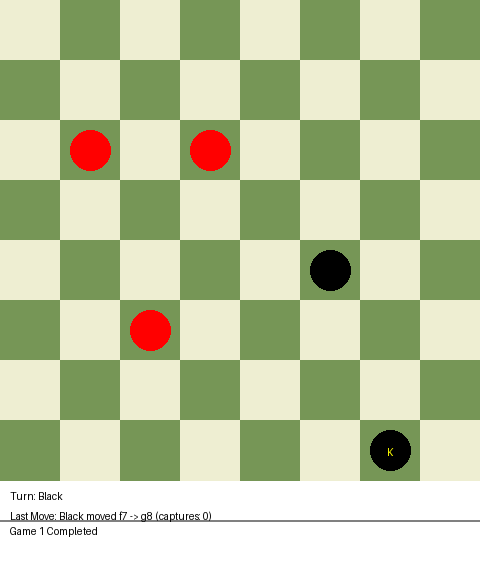 K
Turn: Black
Last Move: Black moved f7 -> g8 (captures: 0)
Game 1 Completed